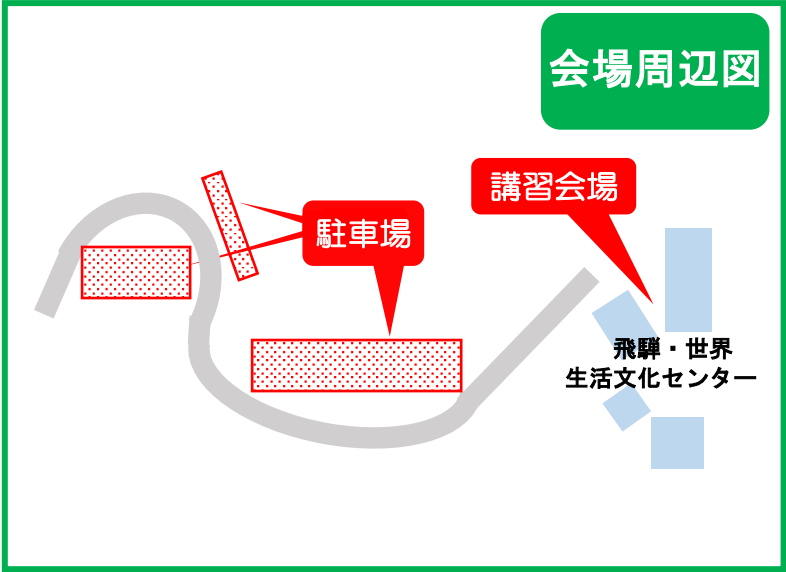 会場周辺図
講習会場
駐車場
飛騨・世界
生活文化センター